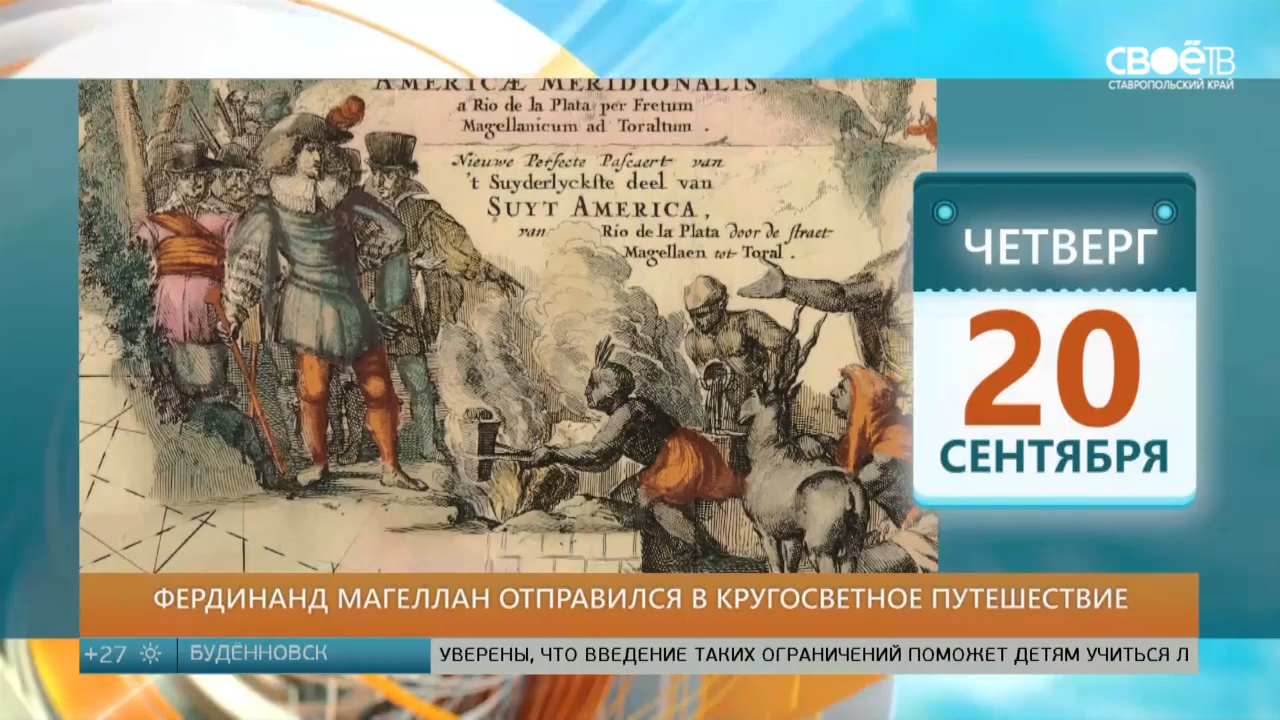 СВОЁТВ
СТАВРОПОЛЬСКИЙ КРАЙ
AMERICÆ MERIDIONALIS,
a Rio de la Plata per Fretum
Magellanicum ad Toraltum .
Nieuwe Perfecte Pascaert van
't Suyderlyckste deel van
SUYT AMERICA,
van Rio de la Plata door de straet
Magellaen tot Toral .
ЧЕТВЕРГ
20
СЕНТЯБРЯ
ФЕРДИНАНД МАГЕЛЛАН ОТПРАВИЛСЯ В КРУГОСВЕТНОЕ ПУТЕШЕСТВИЕ
+27 БУДЁННОВСК УВЕРЕНЫ, ЧТО ВВЕДЕНИЕ ТАКИХ ОГРАНИЧЕНИЙ ПОМОЖЕТ ДЕТЯМ УЧИТЬСЯ Л